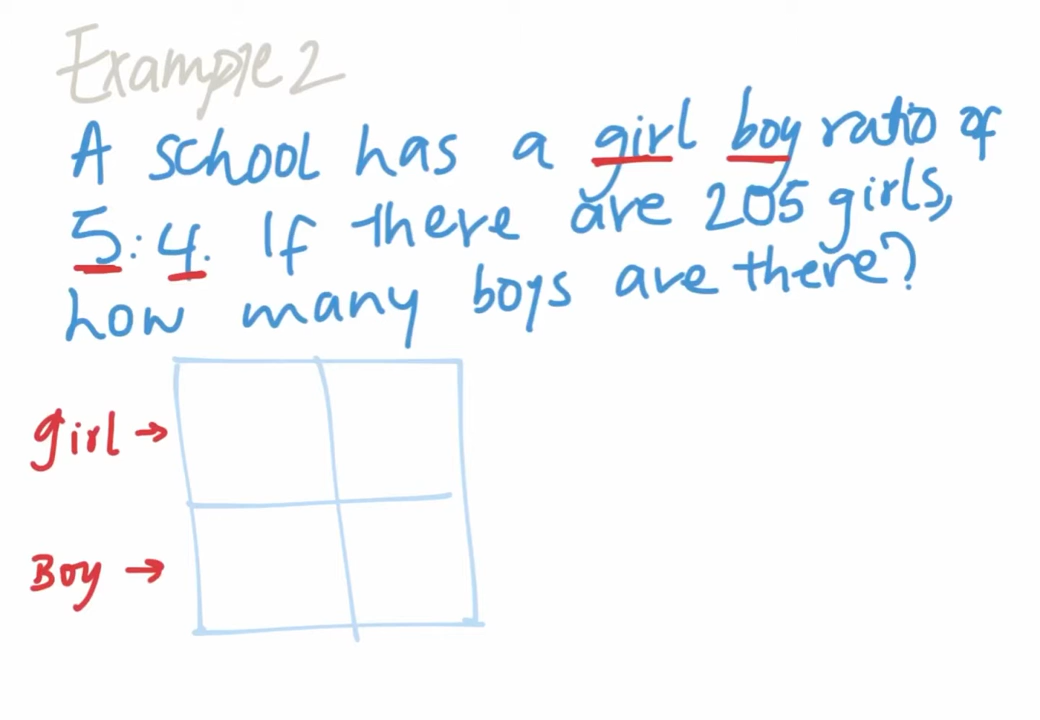 Example 2
A school has a girl boy ratio of
5:4. If there are 205 girls,
how many boys are there?
girl →
Boy →